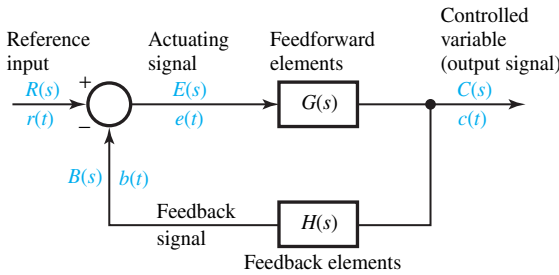 Reference
input
Actuating
signal
Feedforward
elements
Controlled
variable
(output signal)
+
R(s)
r(t)
−
E(s)
e(t)
G(s)
C(s)
c(t)
B(s) b(t)
Feedback
signal
H(s)
Feedback elements